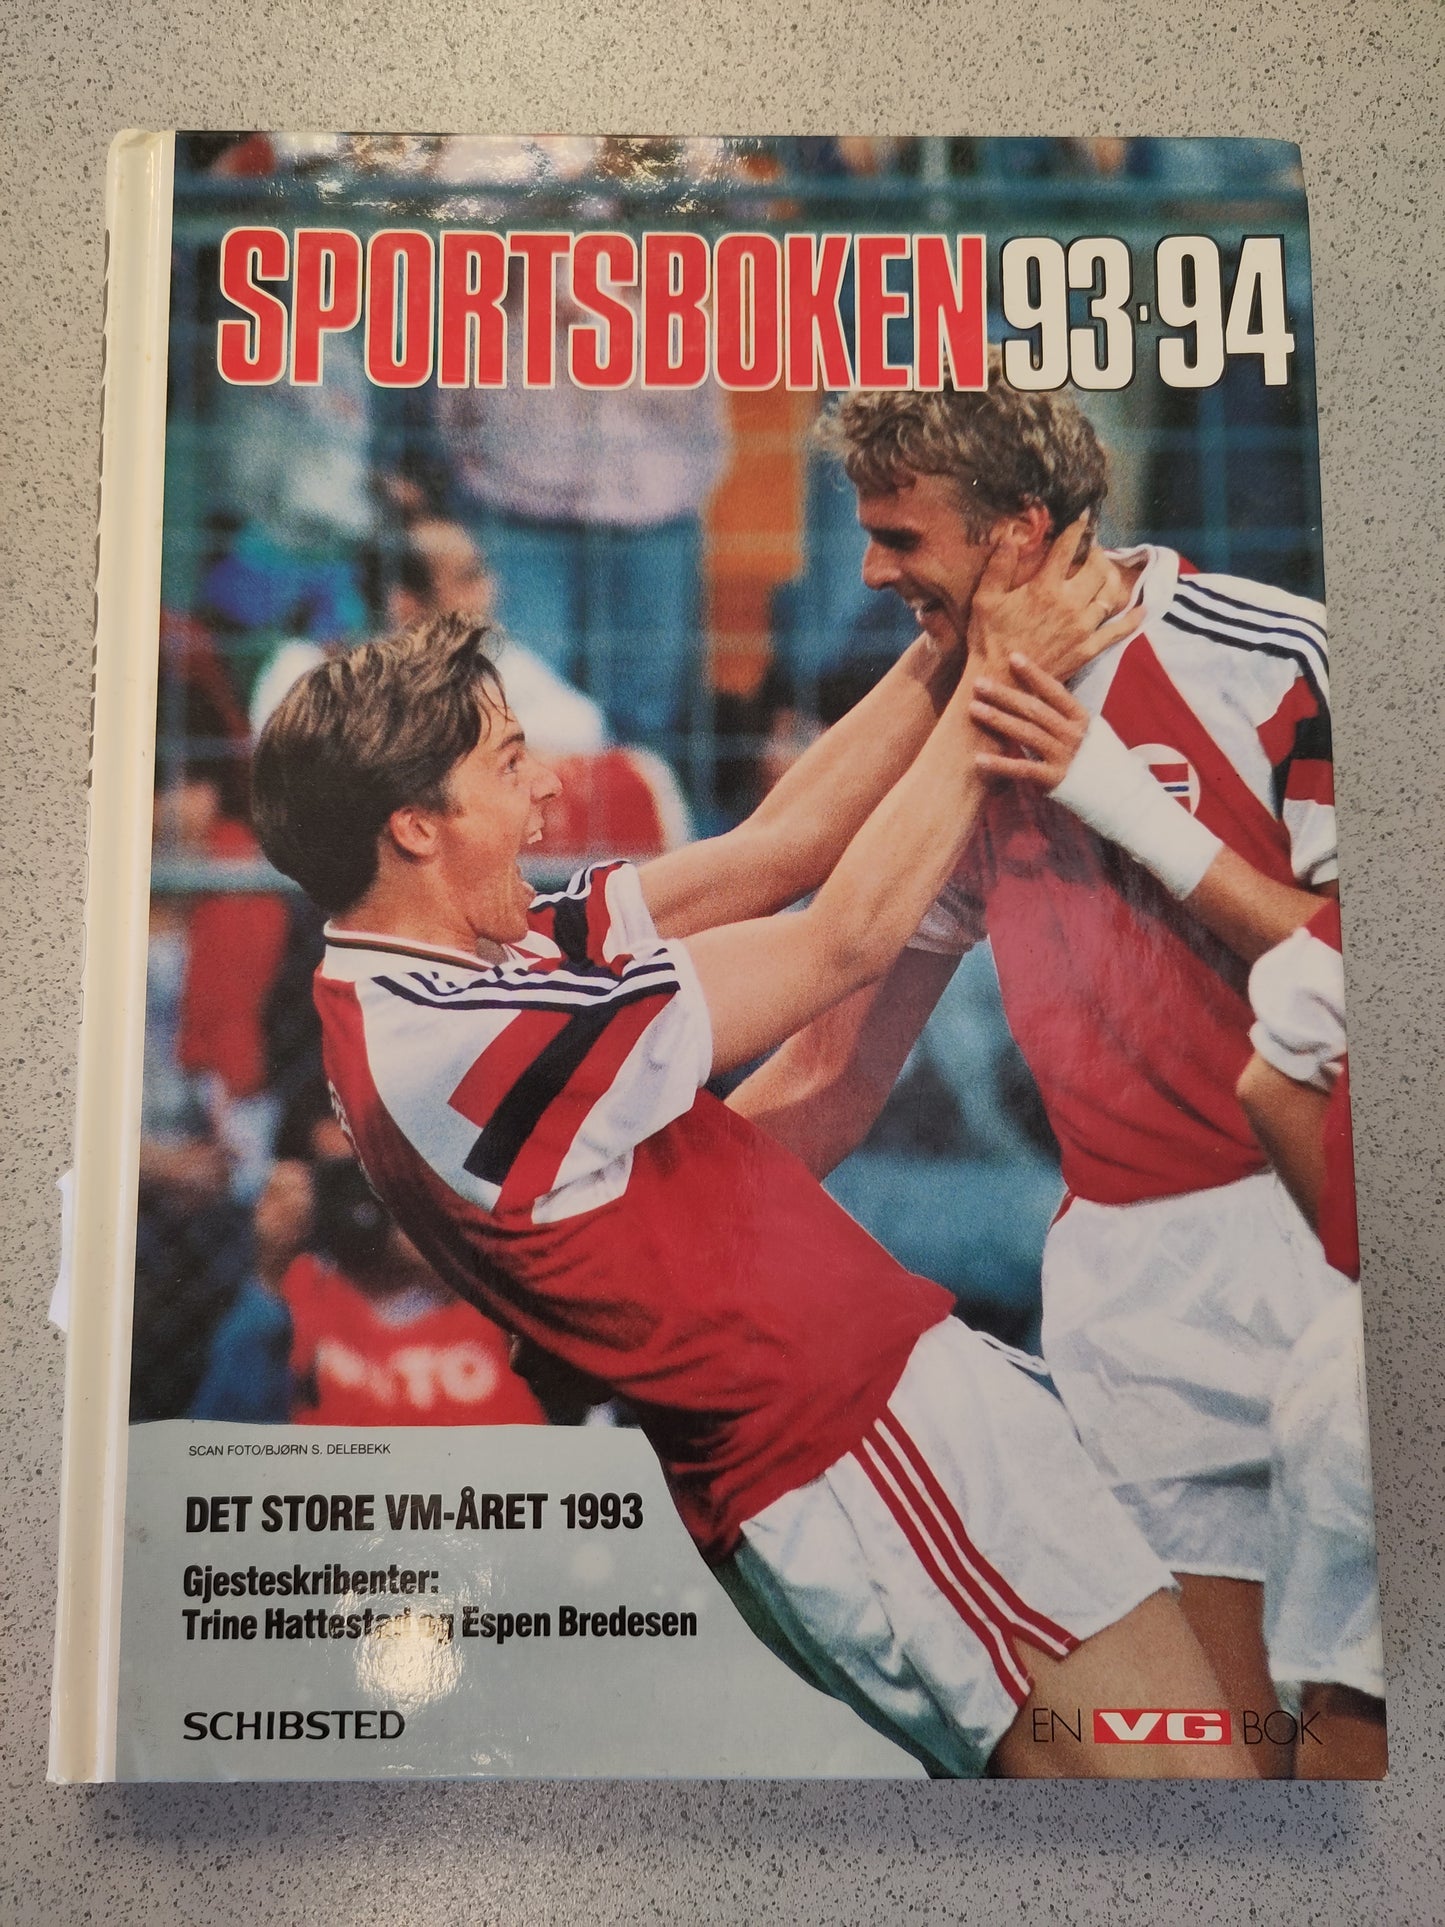 SPORTSBOKEN 93·94
SCAN FOTO/BJØRN S. DELEBEKK
DET STORE VM-ÅRET 1993
Gjesteskribenter:
Trine Hattestad og Espen Bredesen
SCHIBSTED
EN VG BOK